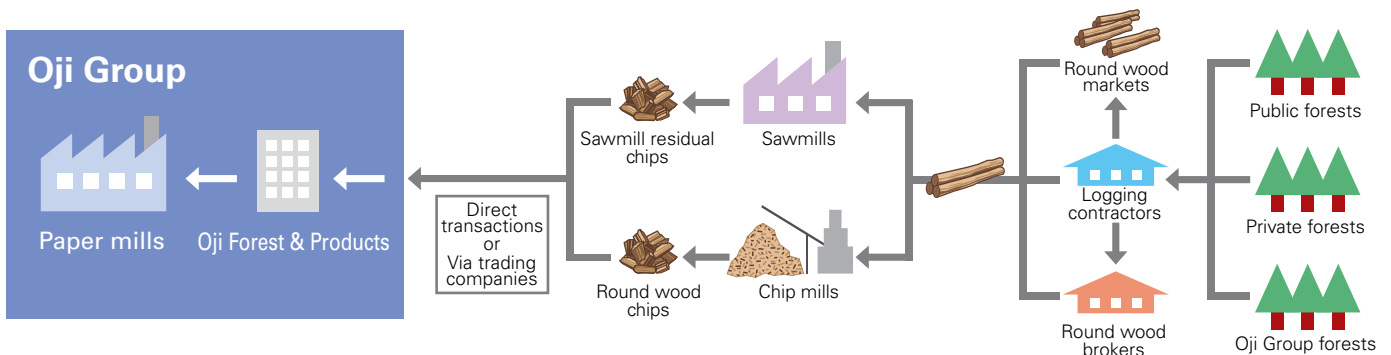 Oji Group
Paper mills
Oji Forest & Products
Direct
transactions
or
Via trading
companies
Sawmill residual
chips
Round wood
chips
Sawmills
Chip mills
Round wood
markets
Logging
contractors
Round wood
brokers
Public forests
Private forests
Oji Group forests